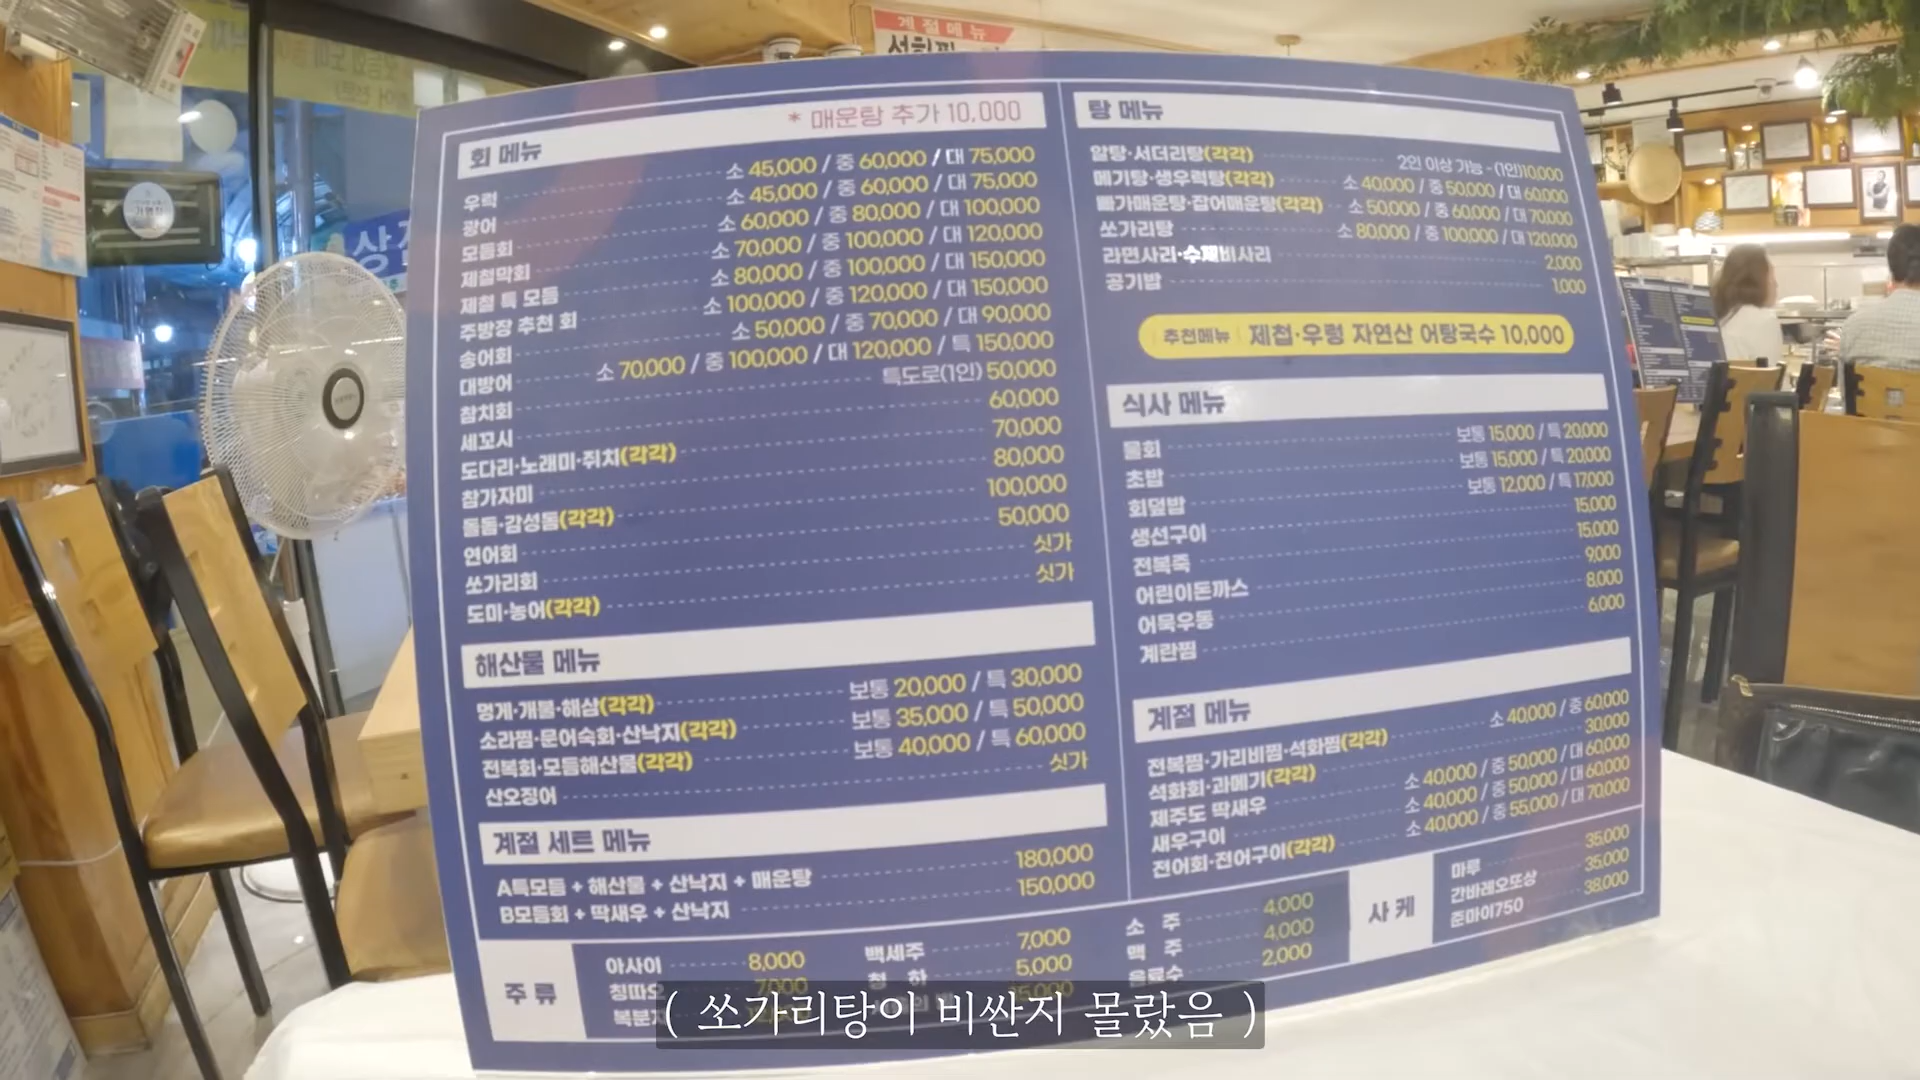 계절메뉴
* 매운탕 추가 10,000
회 메뉴
우럭 소 45,000 / 중 60,000 / 대 75,000
광어 소 45,000 / 중 60,000 / 대 75,000
모듬회 소 60,000 / 중 80,000 / 대 100,000
제철막회 소 70,000 / 중 100,000 / 대 120,000
제철 특 모듬 소 80,000 / 중 100,000 / 대 150,000
주방장 추천 회 소 100,000 / 중 120,000 / 대 150,000
송어회 소 50,000 / 중 70,000 / 대 90,000
대방어 소 70,000 / 중 100,000 / 대 120,000 / 특 150,000
참치회 특도로(1인) 50,000
세꼬시 60,000
도다리·노래미·쥐치(각각) 70,000
참가자미 80,000
돌돔·감성돔(각각) 100,000
연어회 50,000
쏘가리회 싯가
도미·농어(각각) 싯가
해산물 메뉴
멍게·개불·해삼(각각) 보통 20,000 / 특 30,000
소라찜·문어숙회·산낙지(각각) 보통 35,000 / 특 50,000
전복회·모듬해산물(각각) 보통 40,000 / 특 60,000
산오징어 싯가
계절 세트 메뉴
A특모듬 + 해산물 + 산낙지 + 매운탕 180,000
B모듬회 + 딱새우 + 산낙지 150,000
탕 메뉴
알탕·서더리탕(각각) 2인 이상 가능 - (1인)10,000
메기탕·생우럭탕(각각) 소 40,000 / 중 50,000 / 대 60,000
빠가매운탕·잡어매운탕(각각) 소 50,000 / 중 60,000 / 대 70,000
쏘가리탕 소 80,000 / 중 100,000 / 대 120,000
라면사리·수제비사리 2,000
공기밥 1,000
추천메뉴 제첩·우렁 자연산 어탕국수 10,000
식사 메뉴
물회 보통 15,000 / 특 20,000
초밥 보통 15,000 / 특 20,000
회덮밥 보통 12,000 / 특 17,000
생선구이 15,000
전복죽 15,000
어린이돈까스 9,000
어묵우동 8,000
계란찜 6,000
계절 메뉴
전복찜·가리비찜·석화찜(각각) 소 40,000 / 중 60,000
석화회·과메기(각각) 30,000
제주도 딱새우 소 40,000 / 중 50,000 / 대 60,000
새우구이 소 40,000 / 중 50,000 / 대 60,000
전어회·전어구이(각각) 소 40,000 / 중 55,000 / 대 70,000
주류
아사이 8,000
칭따오 7,000
백세주 7,000
청 하 5,000
소 주 4,000
맥 주 4,000
음료수 2,000
사케
마루 35,000
간바레오또상 35,000
준마이750 38,000
( 쏘가리탕이 비싼지 몰랐음 )